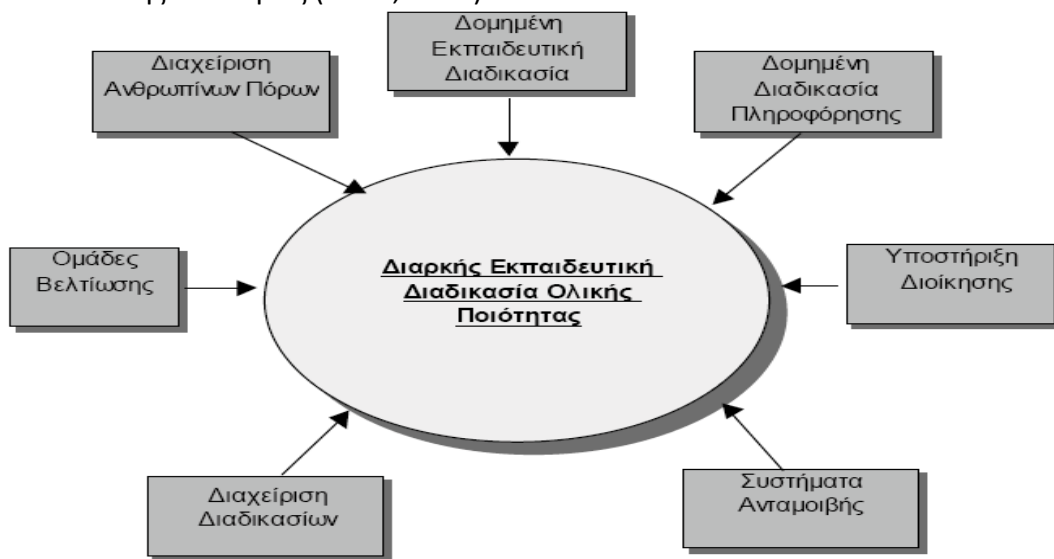 Δομημένη
Εκπαιδευτική
Διαδικασία
Διαχείριση
Ανθρωπίνων Πόρων
Δομημένη
Διαδικασία
Πληροφόρησης
Ομάδες
Βελτίωσης
Διαρκής Εκπαιδευτική
Διαδικασία Ολικής
Ποιότητας
Υποστήριξη
Διοίκησης
Διαχείριση
Διαδικασίων
Συστήματα
Ανταμοιβής